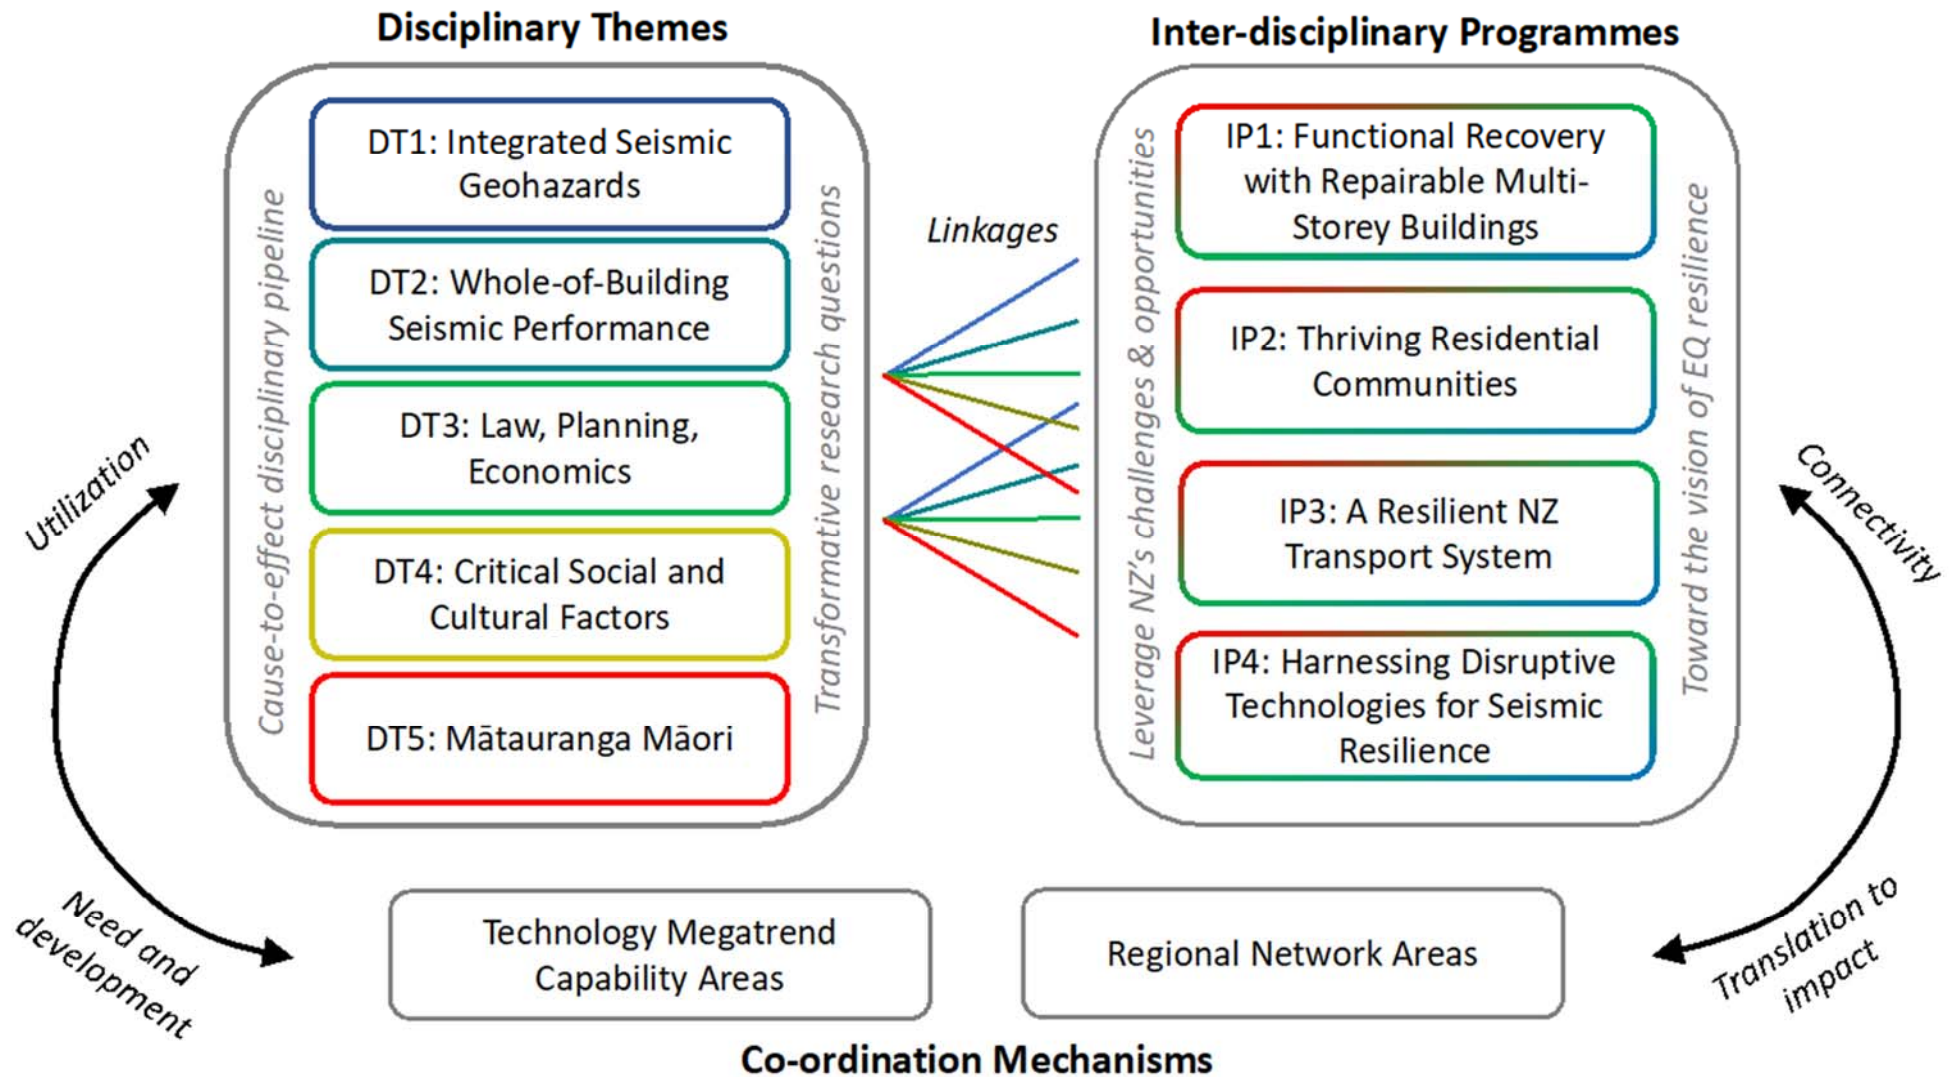 Disciplinary Themes
Inter-disciplinary Programmes
Cause-to-effect disciplinary pipeline
DT1: Integrated Seismic
Geohazards
DT2: Whole-of-Building
Seismic Performance
DT3: Law, Planning,
Economics
DT4: Critical Social and
Cultural Factors
DT5: Mātauranga Māori
Transformative research questions
Linkages
Leverage NZ's challenges & opportunities
IP1: Functional Recovery
with Repairable Multi-
Storey Buildings
IP2: Thriving Residential
Communities
IP3: A Resilient NZ
Transport System
IP4: Harnessing Disruptive
Technologies for Seismic
Resilience
Toward the vision of EQ resilience
Utilization
Need and
development
Connectivity
Translation to
impact
Technology Megatrend
Capability Areas
Regional Network Areas
Co-ordination Mechanisms